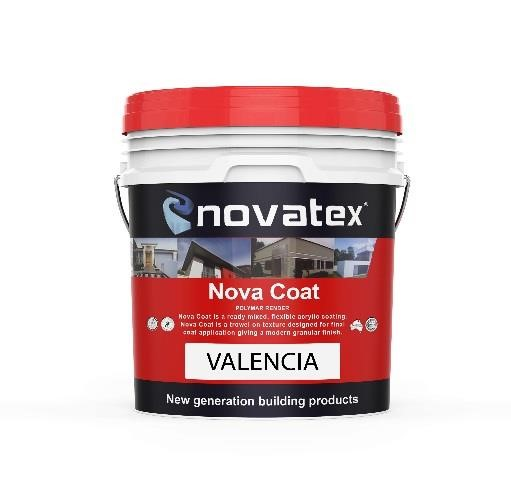 novatex
Nova Coat
POLYMAR RENDER
Nova Coat is a ready mixed, flexible acrylic coating.
Nova Coat is a trowel on texture designed for final
coat application giving a modern granular finish.
VALENCIA
New generation building products